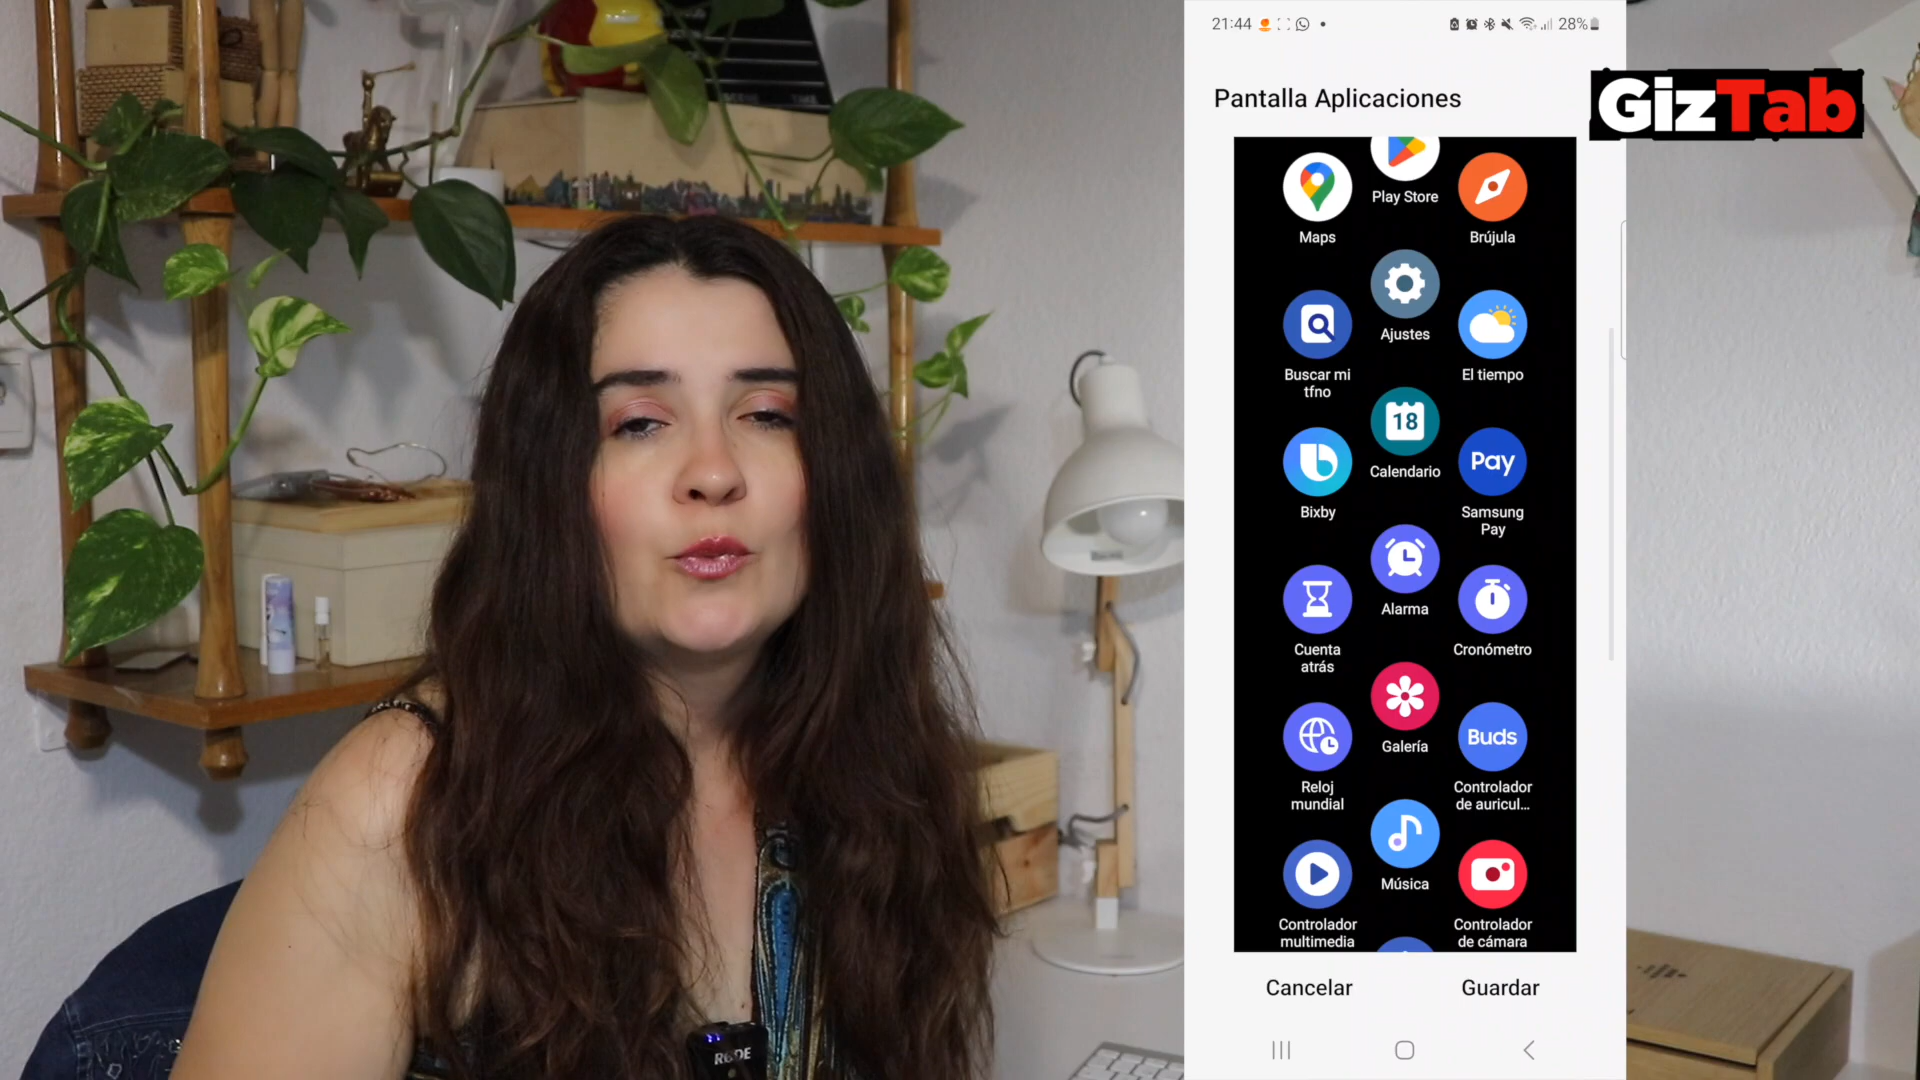 21:44
28%
Pantalla Aplicaciones
GizTab
Play Store
Maps
Brújula
Ajustes
Buscar mi
tfno
El tiempo
18
Calendario
Pay
Bixby
Samsung
Pay
Alarma
Cuenta
atrás
Cronómetro
Galería
Buds
Reloj
mundial
Controlador
de auricul...
Música
Controlador
multimedia
Controlador
de cámara
Cancelar
Guardar
RØDE